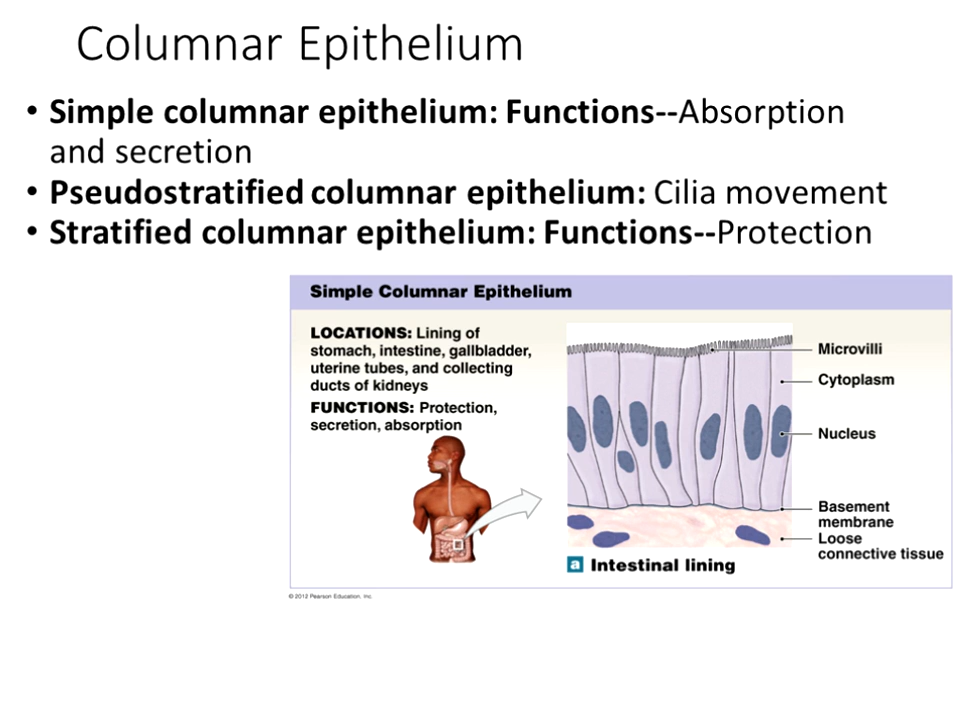 Columnar Epithelium
• Simple columnar epithelium: Functions--Absorption
and secretion
• Pseudostratified columnar epithelium: Cilia movement
• Stratified columnar epithelium: Functions--Protection
Simple Columnar Epithelium
LOCATIONS: Lining of
stomach, intestine, gallbladder,
uterine tubes, and collecting
ducts of kidneys
FUNCTIONS: Protection,
secretion, absorption
Microvilli
Cytoplasm
Nucleus
Basement
membrane
Loose
connective tissue
a Intestinal lining
© 2012 Pearson Education, Inc.